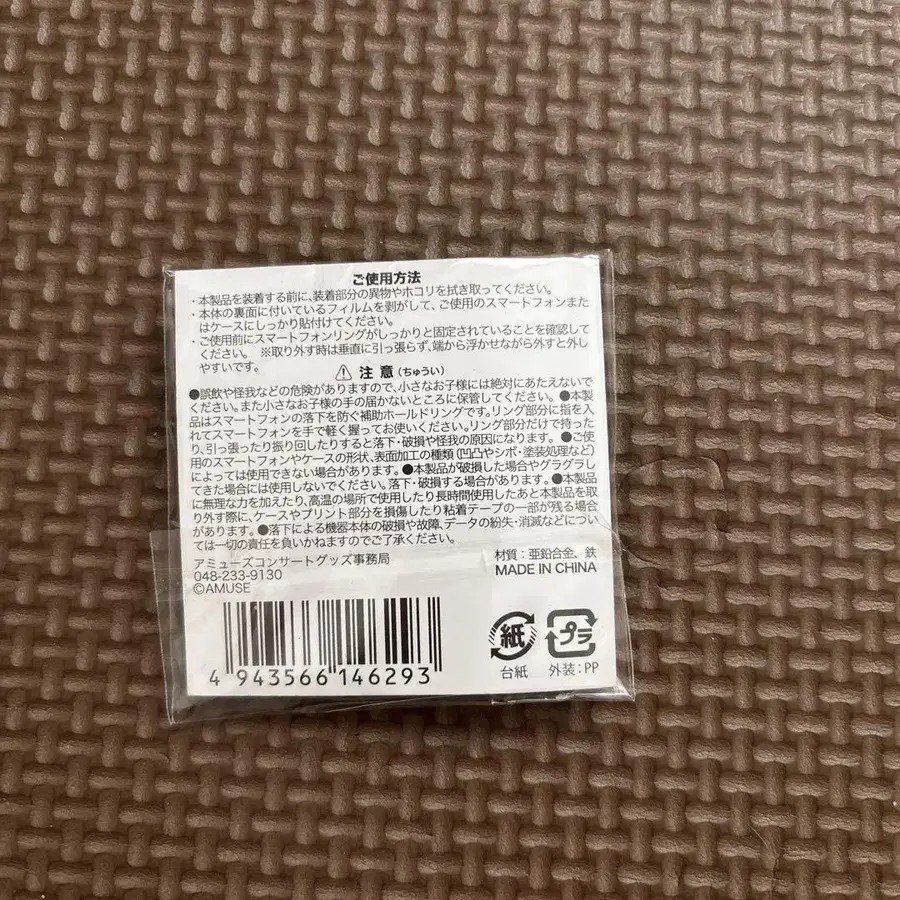 ご使用方法
・本製品を装着する前に、装着部分の異物やホコリを拭き取ってください。
・本体の裏面に付いているフィルムを剥がして、ご使用のスマートフォンまた
はケースにしっかり貼付けてください。
・ご使用前にスマートフォンリングがしっかりと固定されていることを確認して
ください。 ※取り外す時は垂直に引っ張らず、端から浮かせながら外すと外し
やすいです。
⚠ 注意(ちゅうい)
●誤飲や怪我などの危険がありますので、小さなお子様には絶対にあたえないで
ください。また小さなお子様の手の届かないところに保管してください。 ●本製
品はスマートフォンの落下を防ぐ補助ホールドリングです。リング部分に指を入
れてスマートフォンを手で軽く握ってお使いください。リング部分だけで持った
り、引っ張ったり振り回したりすると落下・破損や怪我の原因になります。 ●ご使
用のスマートフォンやケースの形状、表面加工の種類(凹凸やシボ・塗装処理など)
によっては使用できない場合があります。 ●本製品が破損した場合やグラグラし
てきた場合には使用しないでください。落下・破損する場合があります。 ●本製品
に無理な力を加えたり、高温の場所で使用したり長時間使用したあと本製品を取
り外す際に、ケースやプリント部分を損傷したり粘着テープの一部が残る場合
があります。 ●落下による機器本体の破損や故障、データの紛失・消滅などについ
ては一切の責任を負いかねますのでご了承ください。
アミューズコンサートグッズ事務局
048-233-9130
©AMUSE
材質:亜鉛合金、鉄
MADE IN CHINA
4 943566 146293
紙
台紙
プラ
外装:PP